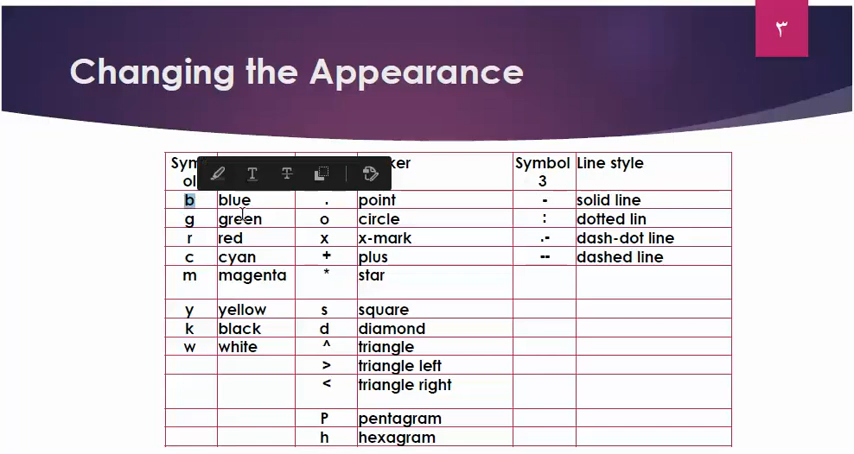 ٣
Changing the Appearance
Symbol 3 Line style
b blue . point - solid line
g green o circle : dotted lin
r red x x-mark .- dash-dot line
c cyan + plus -- dashed line
m magenta * star
y yellow s square
k black d diamond
w white ^ triangle
> triangle left
< triangle right
P pentagram
h hexagram